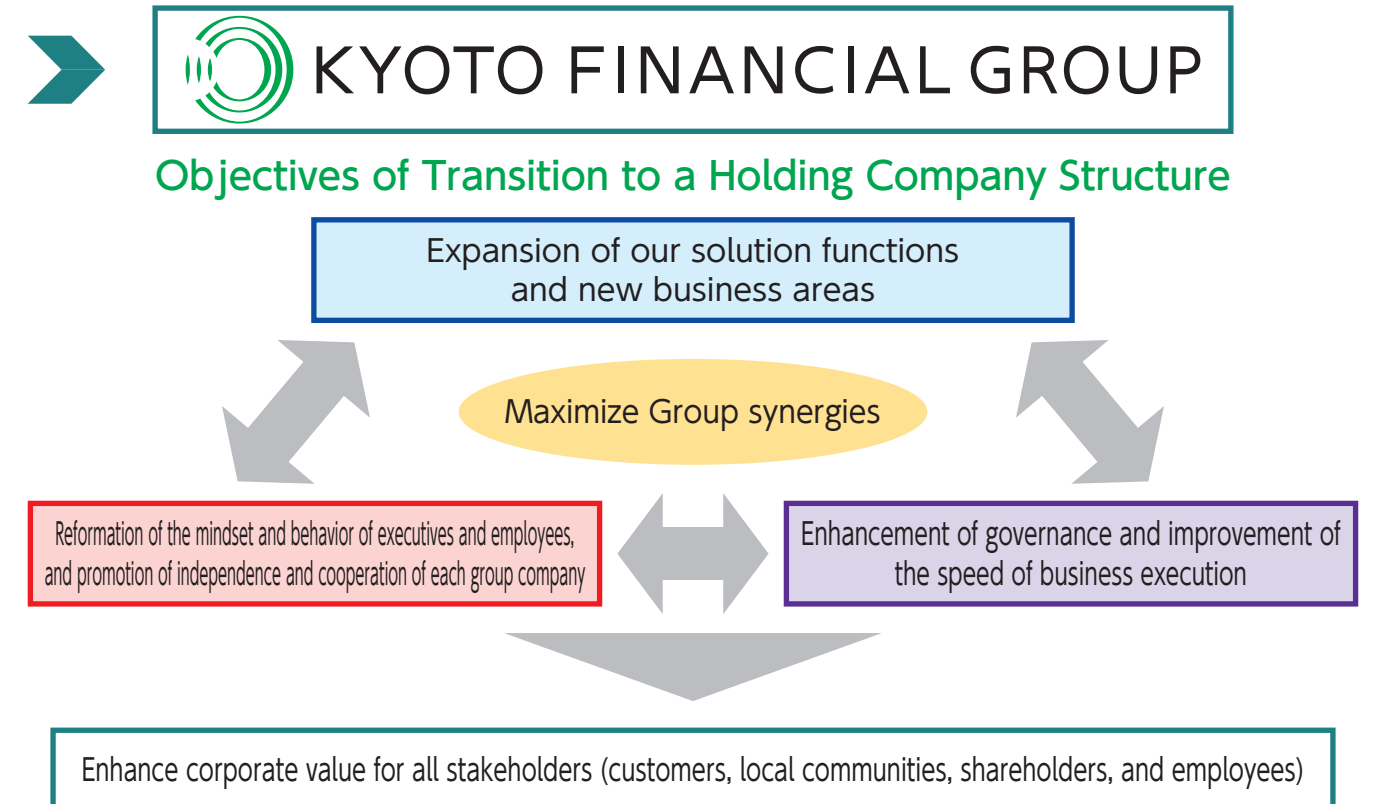 KYOTO FINANCIAL GROUP
Objectives of Transition to a Holding Company Structure
Expansion of our solution functions
and new business areas
Maximize Group synergies
Reformation of the mindset and behavior of executives and employees,
and promotion of independence and cooperation of each group company
Enhancement of governance and improvement of
the speed of business execution
Enhance corporate value for all stakeholders (customers, local communities, shareholders, and employees)